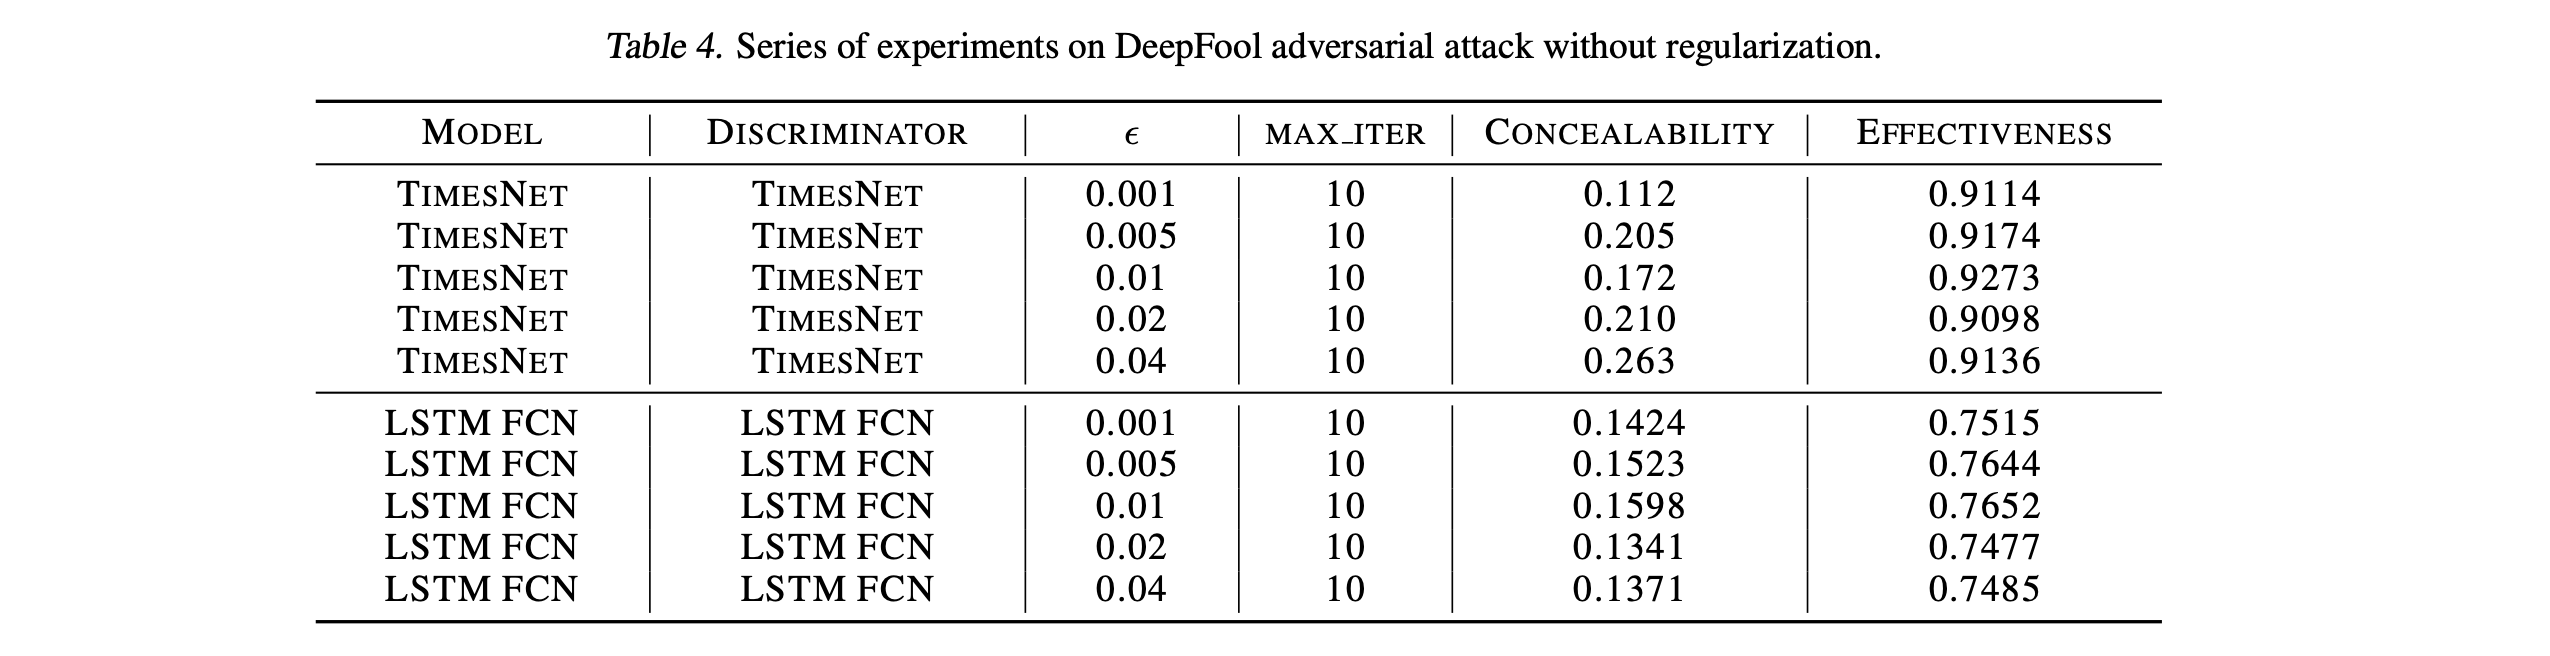 Table 4. Series of experiments on DeepFool adversarial attack without regularization.
MODEL DISCRIMINATOR ϵ MAX_ITER CONCEALABILITY EFFECTIVENESS
TIMESNET TIMESNET 0.001 10 0.112 0.9114
TIMESNET TIMESNET 0.005 10 0.205 0.9174
TIMESNET TIMESNET 0.01 10 0.172 0.9273
TIMESNET TIMESNET 0.02 10 0.210 0.9098
TIMESNET TIMESNET 0.04 10 0.263 0.9136
LSTM FCN LSTM FCN 0.001 10 0.1424 0.7515
LSTM FCN LSTM FCN 0.005 10 0.1523 0.7644
LSTM FCN LSTM FCN 0.01 10 0.1598 0.7652
LSTM FCN LSTM FCN 0.02 10 0.1341 0.7477
LSTM FCN LSTM FCN 0.04 10 0.1371 0.7485